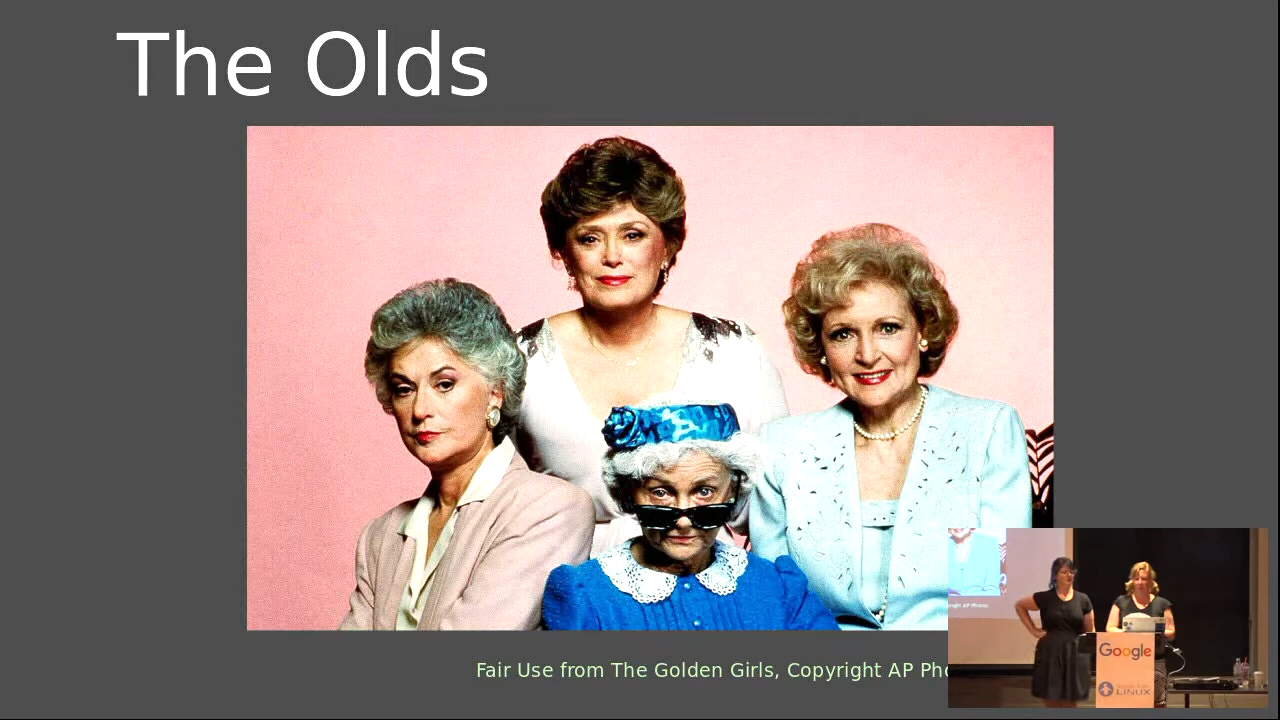 The Olds
Fair Use from The Golden Girls, Copyright AP Pho
Google
LINUX